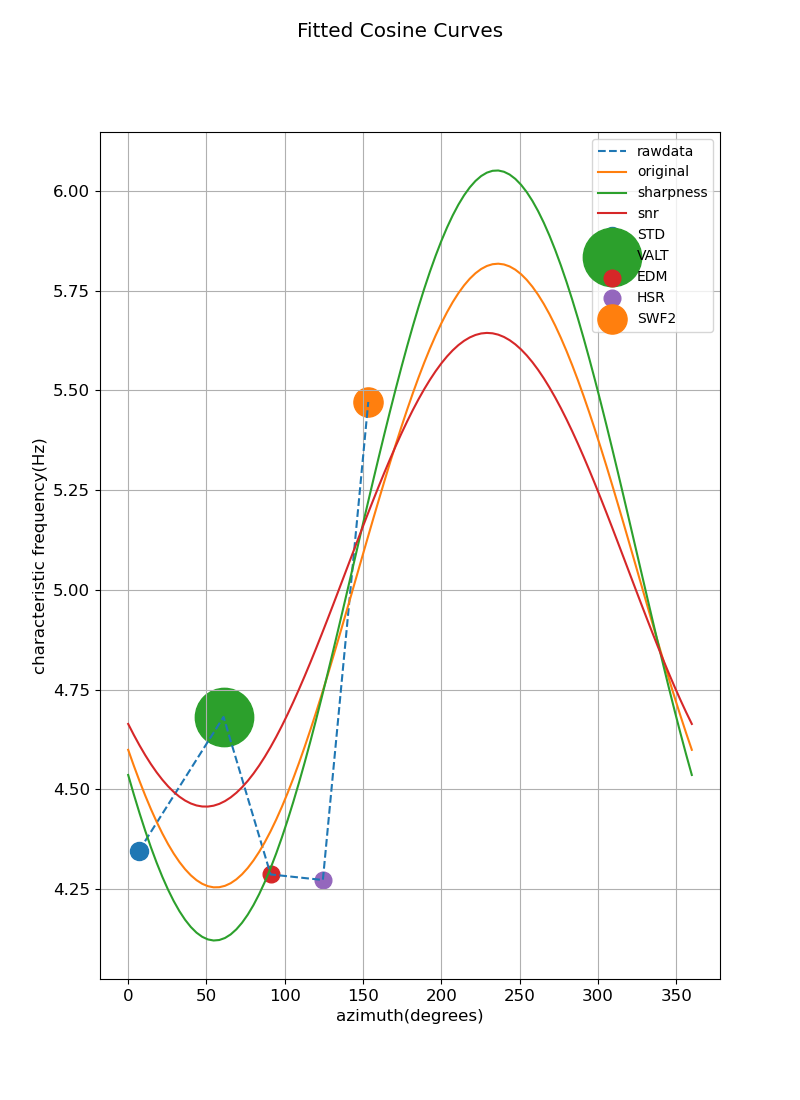 Fitted Cosine Curves
rawdata
original
sharpness
snr
STD
VALT
EDM
HSR
SWF2
6.00
5.75
5.50
5.25
5.00
4.75
4.50
4.25
characteristic frequency(Hz)
0 50 100 150 200 250 300 350
azimuth(degrees)